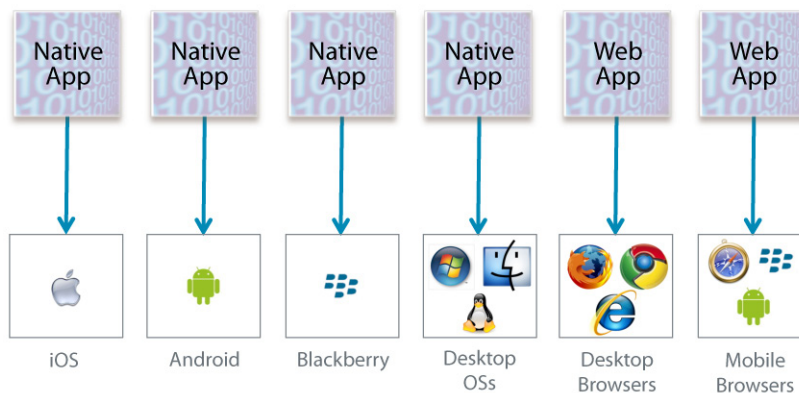 Native
App
Native
App
Native
App
Native
App
Web
App
Web
App
iOS
Android
Blackberry
Desktop
OSs
Desktop
Browsers
Mobile
Browsers